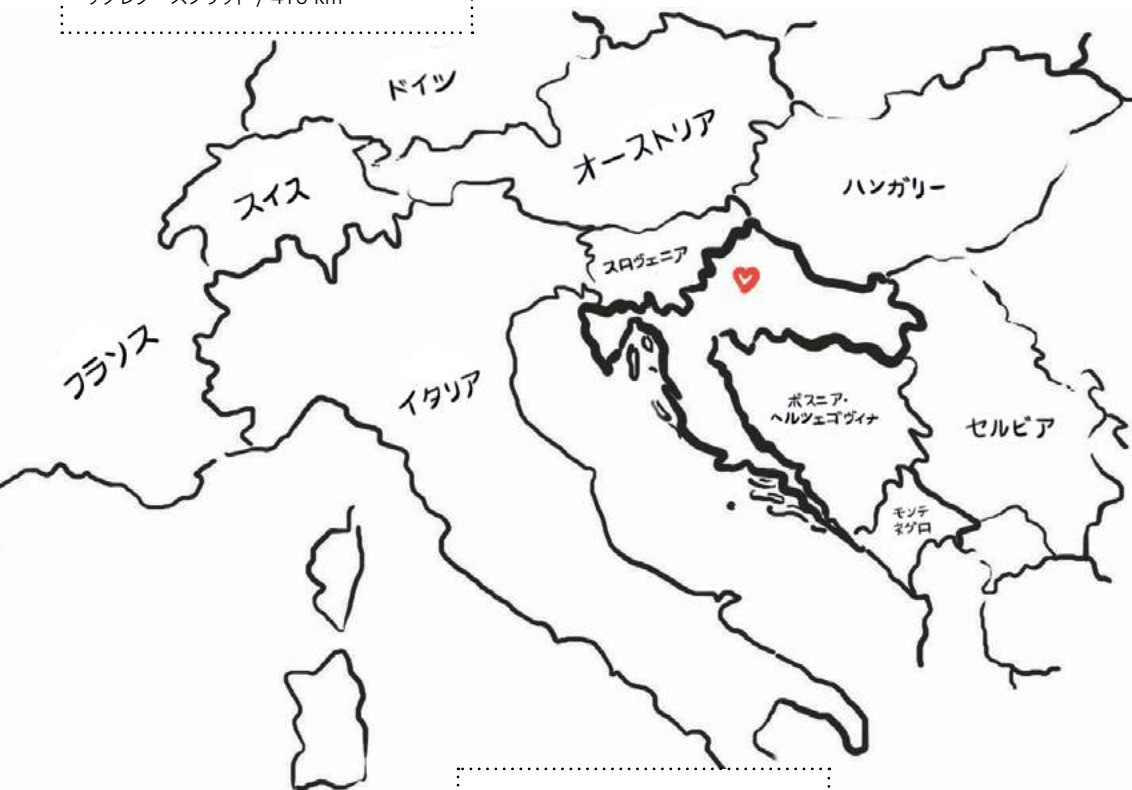 ドイツ
オーストリア
スイス
ハンガリー
スロヴェニア
フランス
イタリア
ボスニア・
ヘルツェゴヴィナ
セルビア
モンテ
ネグロ